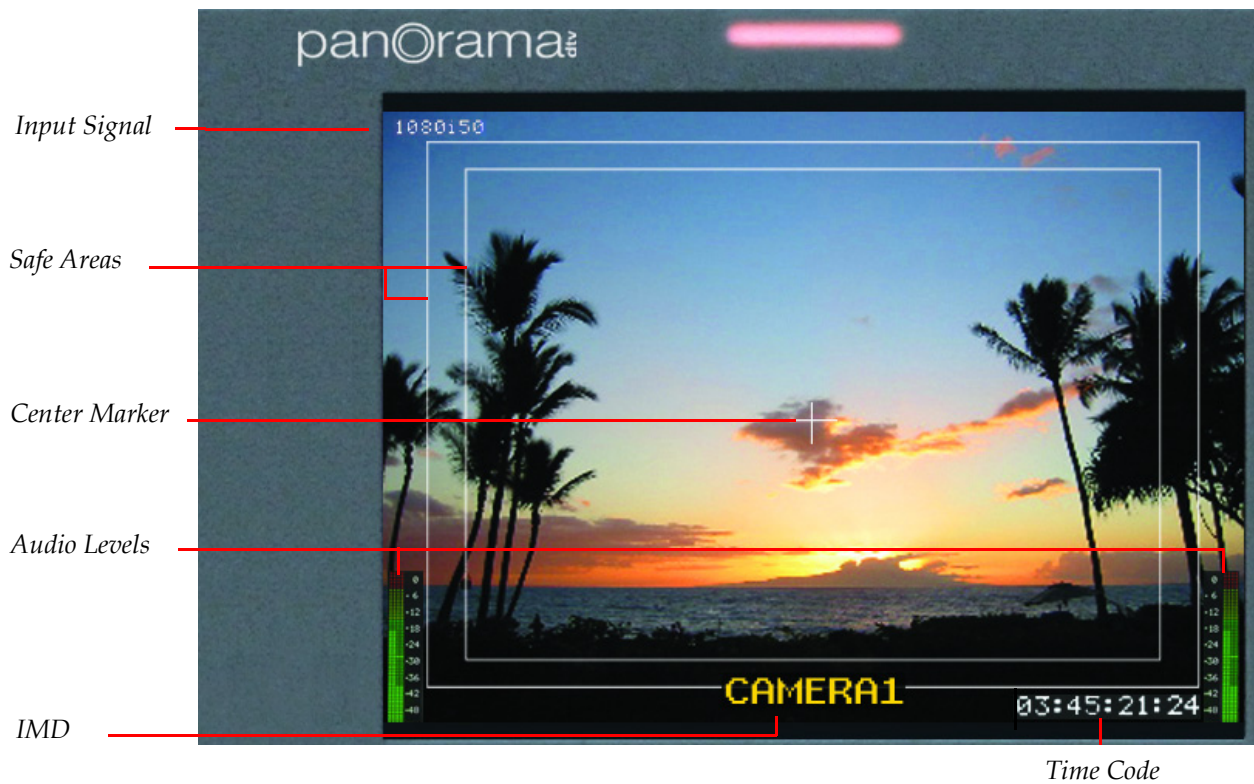 panOrama dtv
Input Signal
1080i50
Safe Areas
Center Marker
Audio Levels
0 0
-6 -6
-12 -12
-18 -18
-24 -24
-30 -30
-36 -36
-42 -42
-48 -48
CAMERA1
03:45:21:24
IMD
Time Code